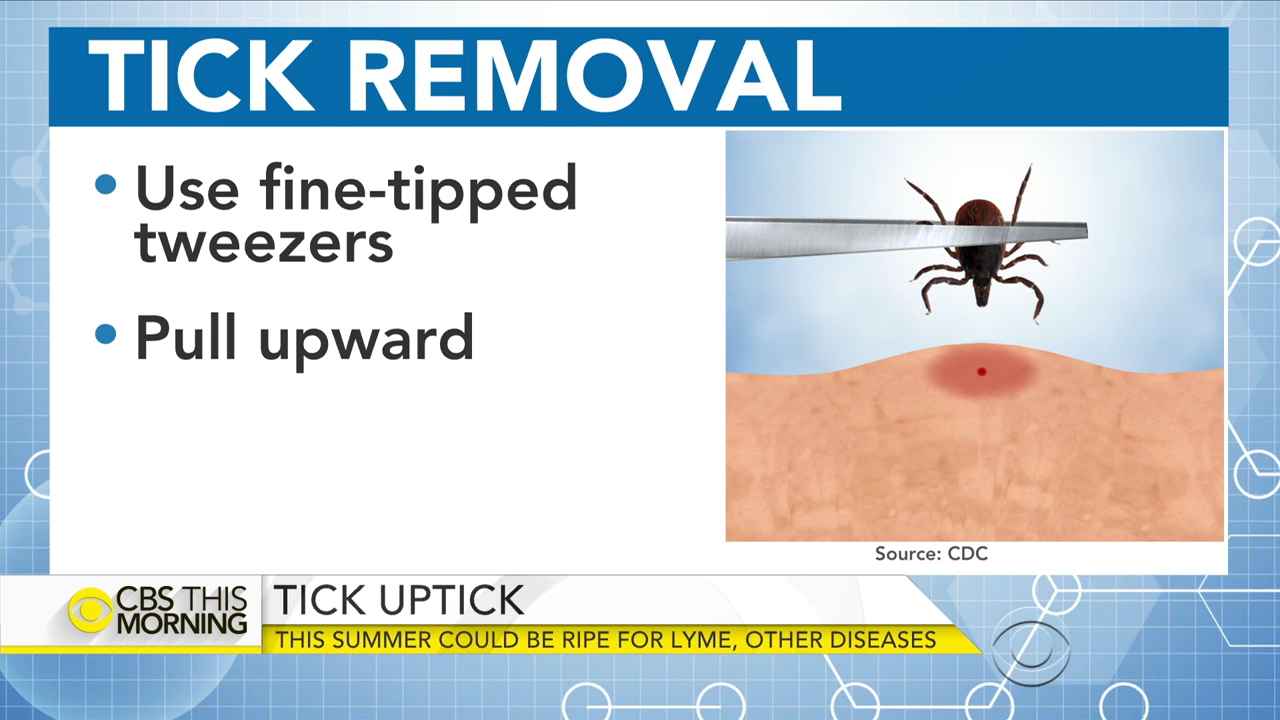 TICK REMOVAL
• Use fine-tipped
tweezers
• Pull upward
Source: CDC
CBS THIS
MORNING
TICK UPTICK
THIS SUMMER COULD BE RIPE FOR LYME, OTHER DISEASES